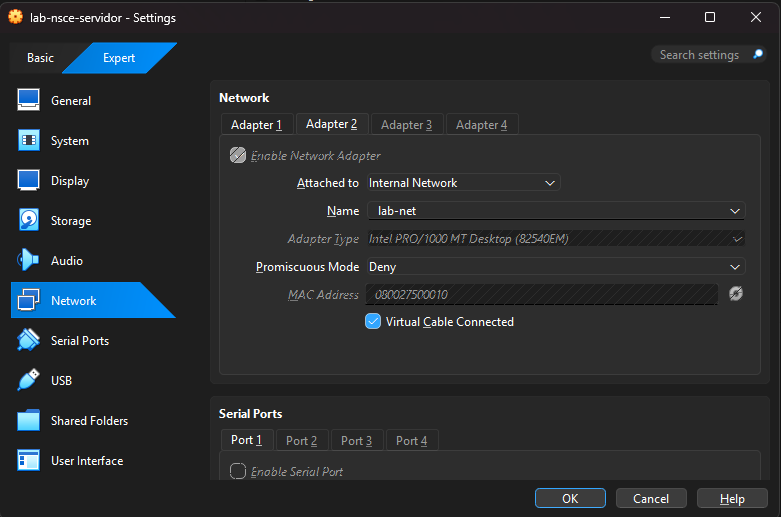 lab-nsce-servidor - Settings
Basic Expert Search settings
General
System
Display
Storage
Audio
Network
Serial Ports
USB
Shared Folders
User Interface
Network
Adapter 1 Adapter 2 Adapter 3 Adapter 4
Enable Network Adapter
Attached to Internal Network
Name lab-net
Adapter Type Intel PRO/1000 MT Desktop (82540EM)
Promiscuous Mode Deny
MAC Address 080027500010
Virtual Cable Connected
Serial Ports
Port 1 Port 2 Port 3 Port 4
Enable Serial Port
OK Cancel Help